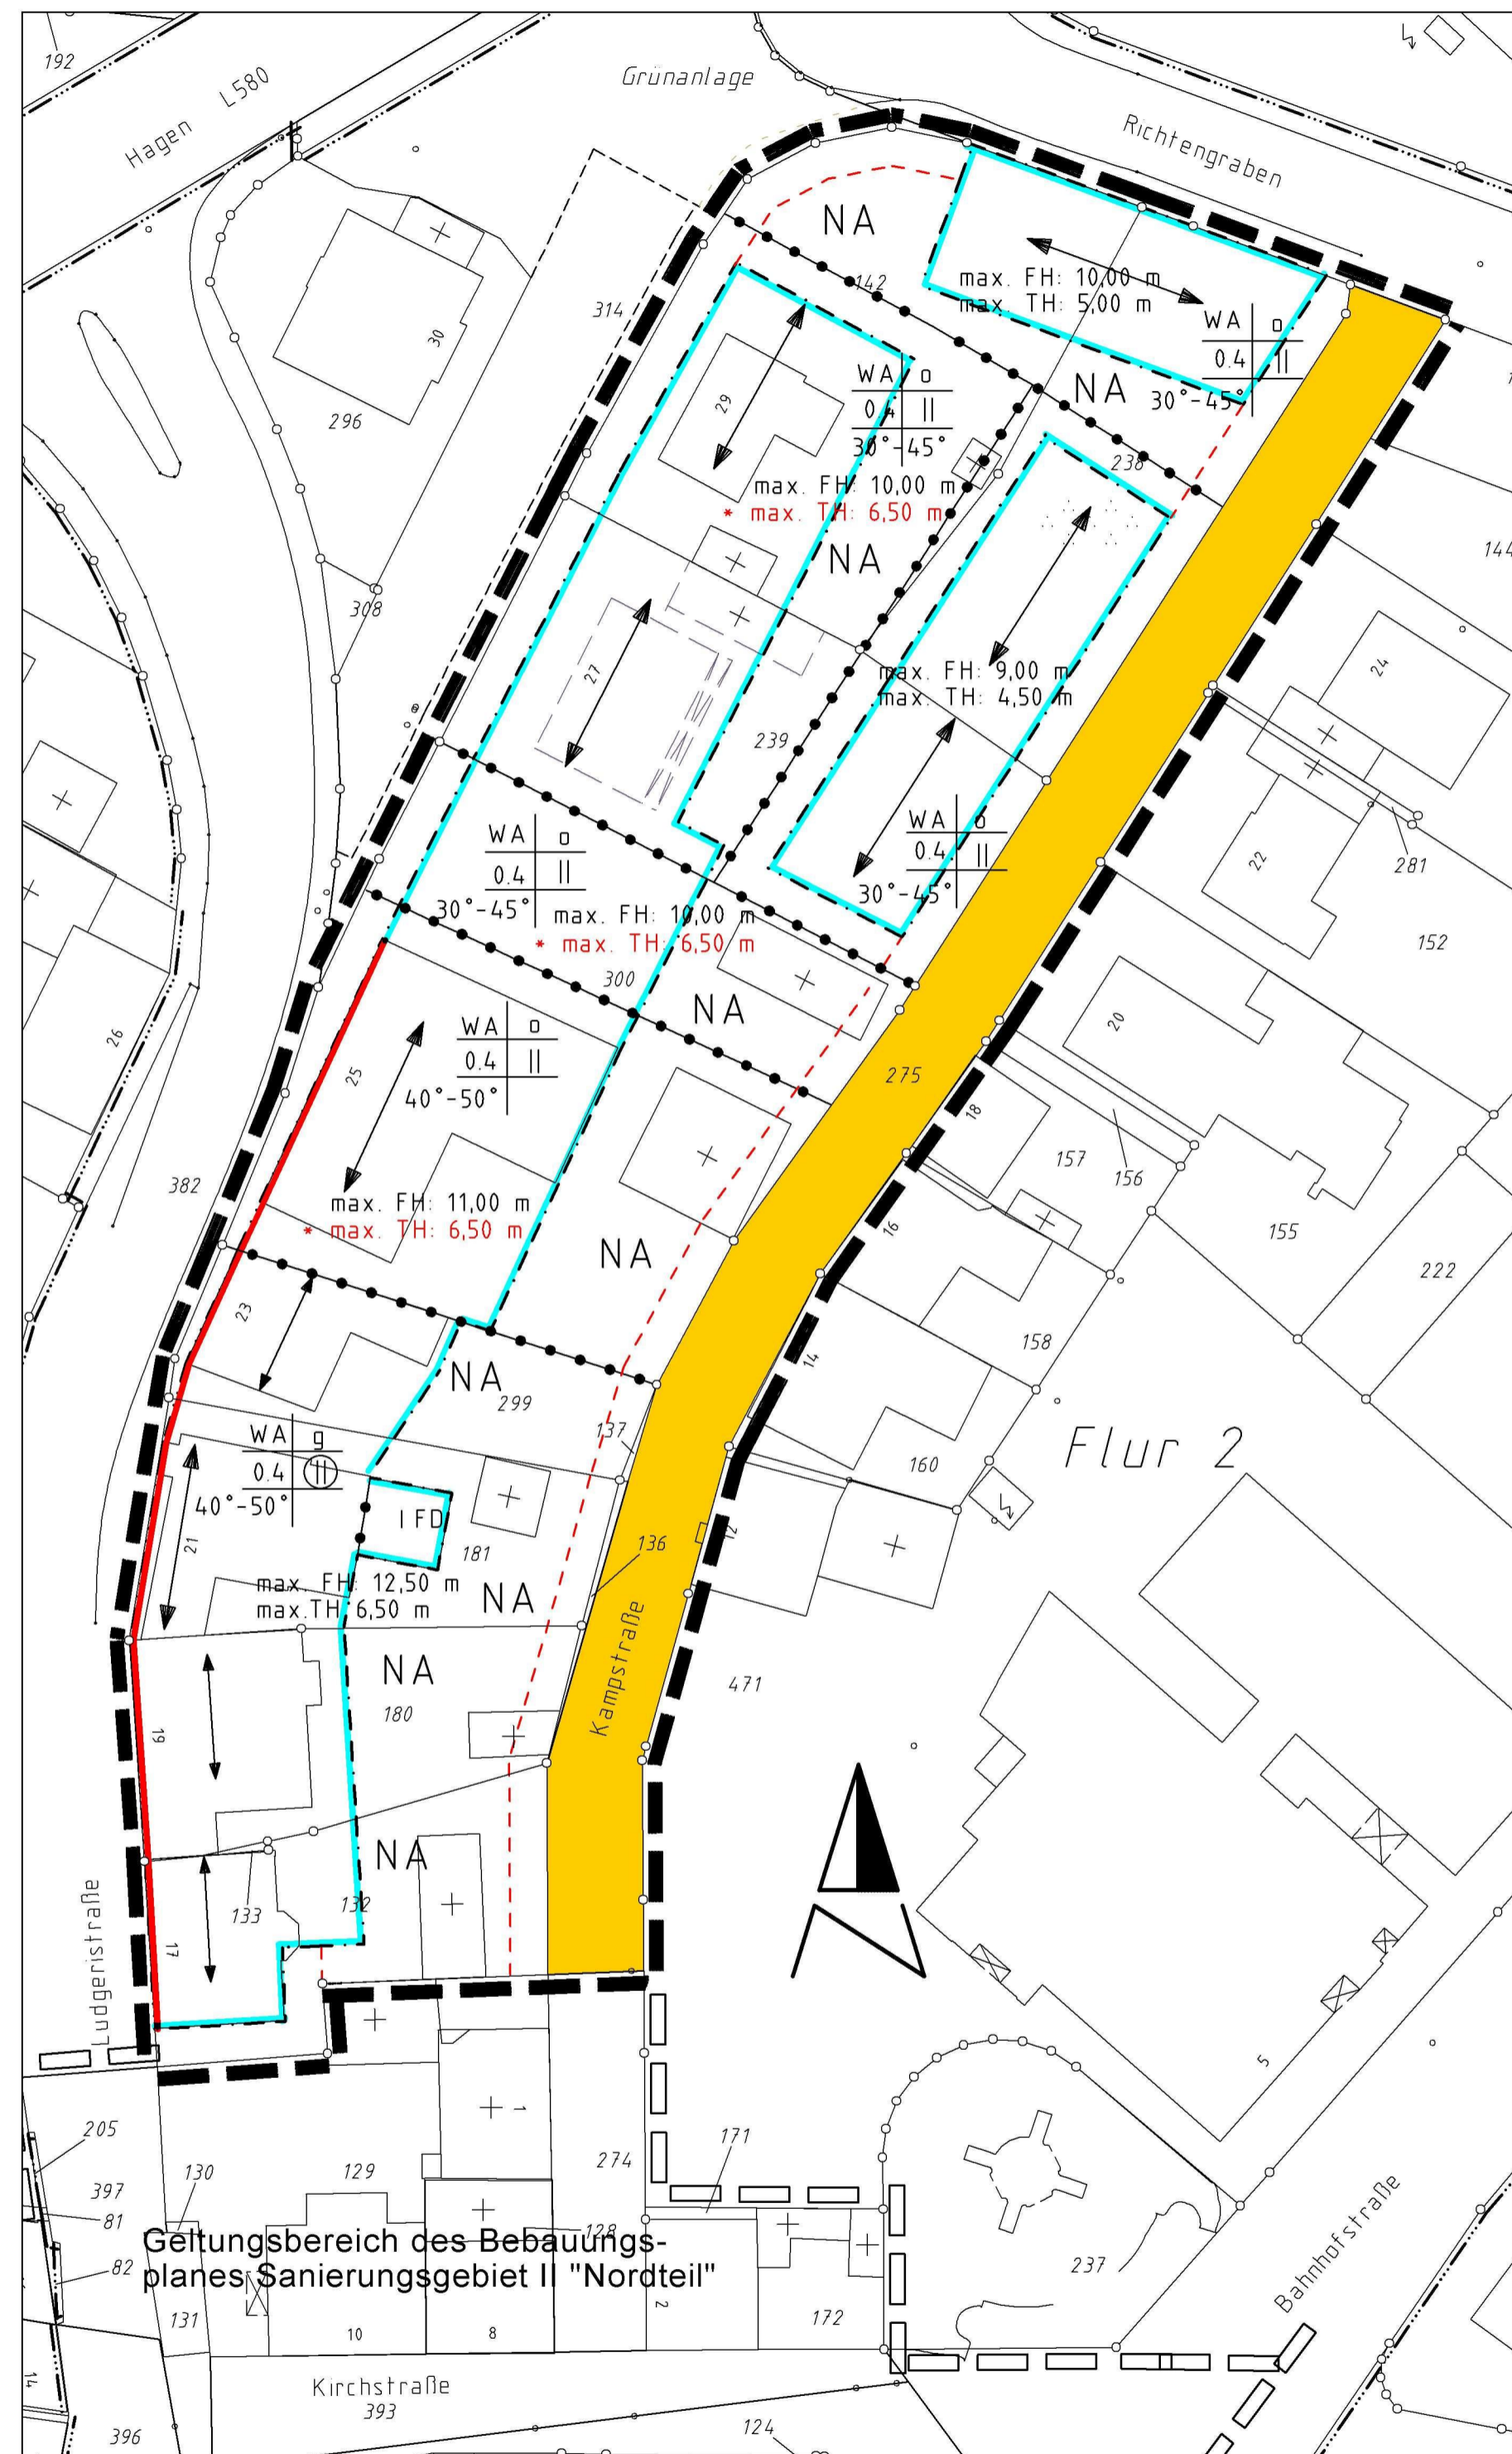 192
Hagen L580
Grünanlage
Richtengraben
NA
142
max. FH: 10,00 m
max. TH: 5,00 m
WA o
0.4 II
30°-45°
314
30
296
29
WA o
0.4 II
30°-45°
max. FH: 10,00 m
* max. TH: 6,50 m
NA
238
NA
144
308
27
24
max. FH: 9,00 m
max. TH: 4,50 m
239
WA o
0.4 II
30°-45°
22
281
152
WA o
0.4 II
30°-45°
max. FH: 10,00 m
* max. TH: 6,50 m
300
NA
26
25
WA o
0.4 II
40°-50°
275
20
18
157
156
155
222
382
max. FH: 11,00 m
* max. TH: 6,50 m
NA
16
158
23
14
NA
299
137
Flur 2
160
WA g
0.4 II
40°-50°
21
I FD
181
136
12
max. FH: 12,50 m
max.TH: 6,50 m
NA
Kampstraße
NA
180
471
19
NA
132
133
17
Ludgeristraße
5
1
205
130
129
274
171
397
81
82
128
Geltungsbereich des Bebauungs-
planes Sanierungsgebiet II "Nordteil"
237
Bahnhofstraße
131
10
8
2
172
14
Kirchstraße
393
396
124